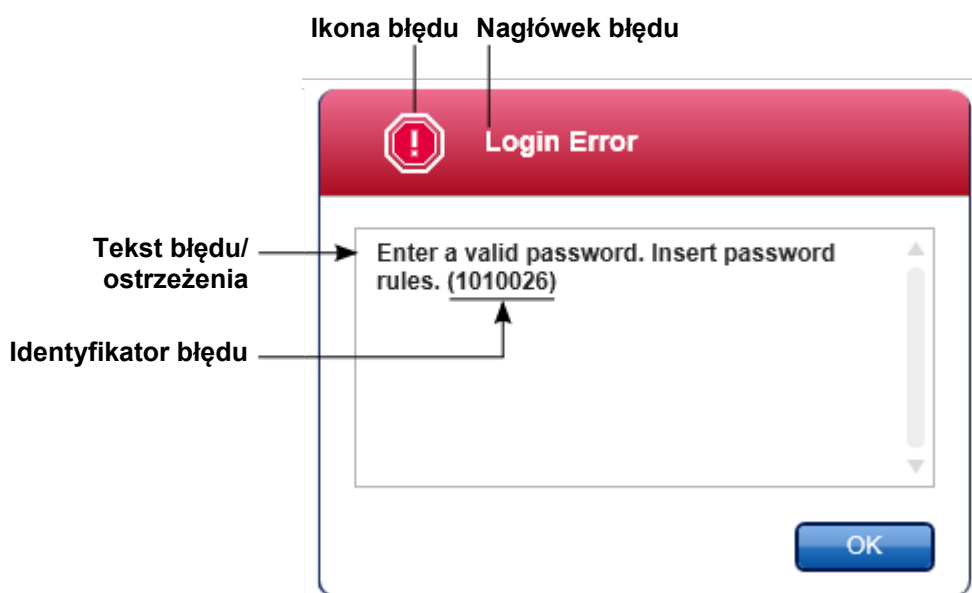 Ikona błędu Nagłówek błędu
Login Error
Tekst błędu/
ostrzeżenia
Enter a valid password. Insert password
rules. (1010026)
Identyfikator błędu
OK